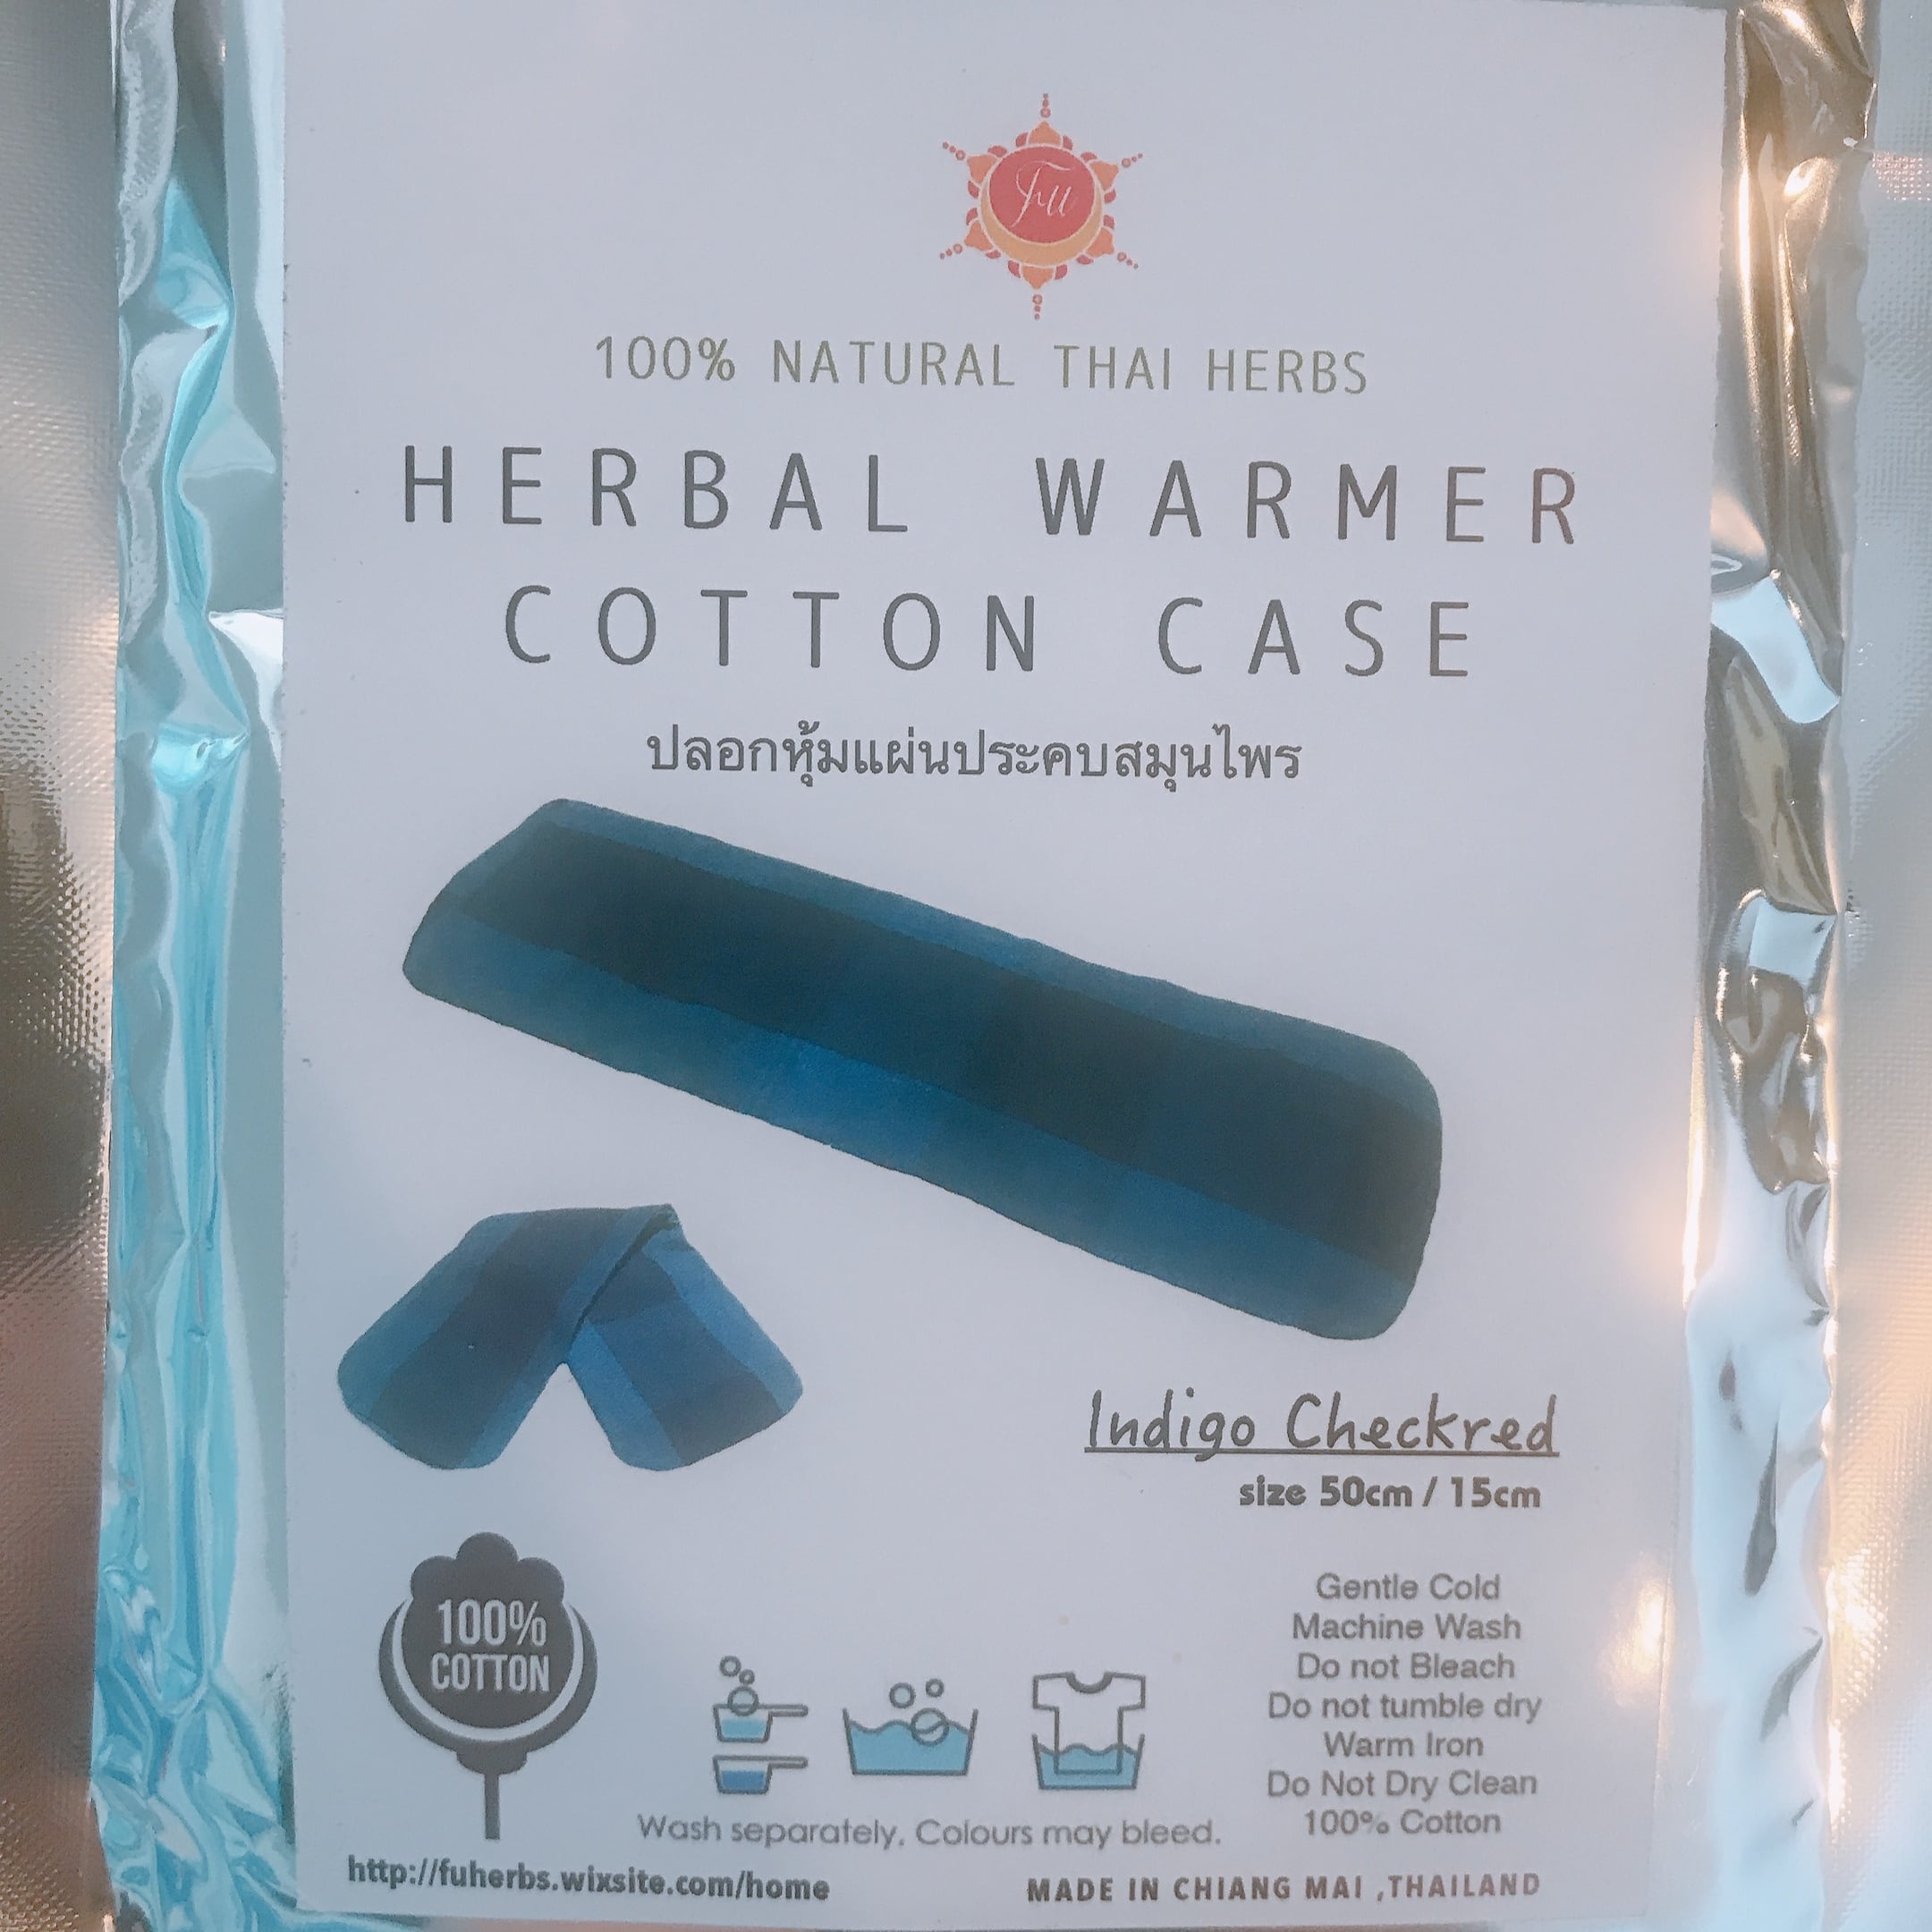 Fu
100% NATURAL THAI HERBS
HERBAL WARMER
COTTON CASE
ปลอกหุ้มแผ่นประคบสมุนไพร
Indigo Checkred
size 50cm / 15cm
100%
COTTON
Gentle Cold
Machine Wash
Do not Bleach
Do not tumble dry
Warm Iron
Do Not Dry Clean
100% Cotton
Wash separately. Colours may bleed.
http://fuherbs.wixsite.com/home
MADE IN CHIANG MAI ,THAILAND